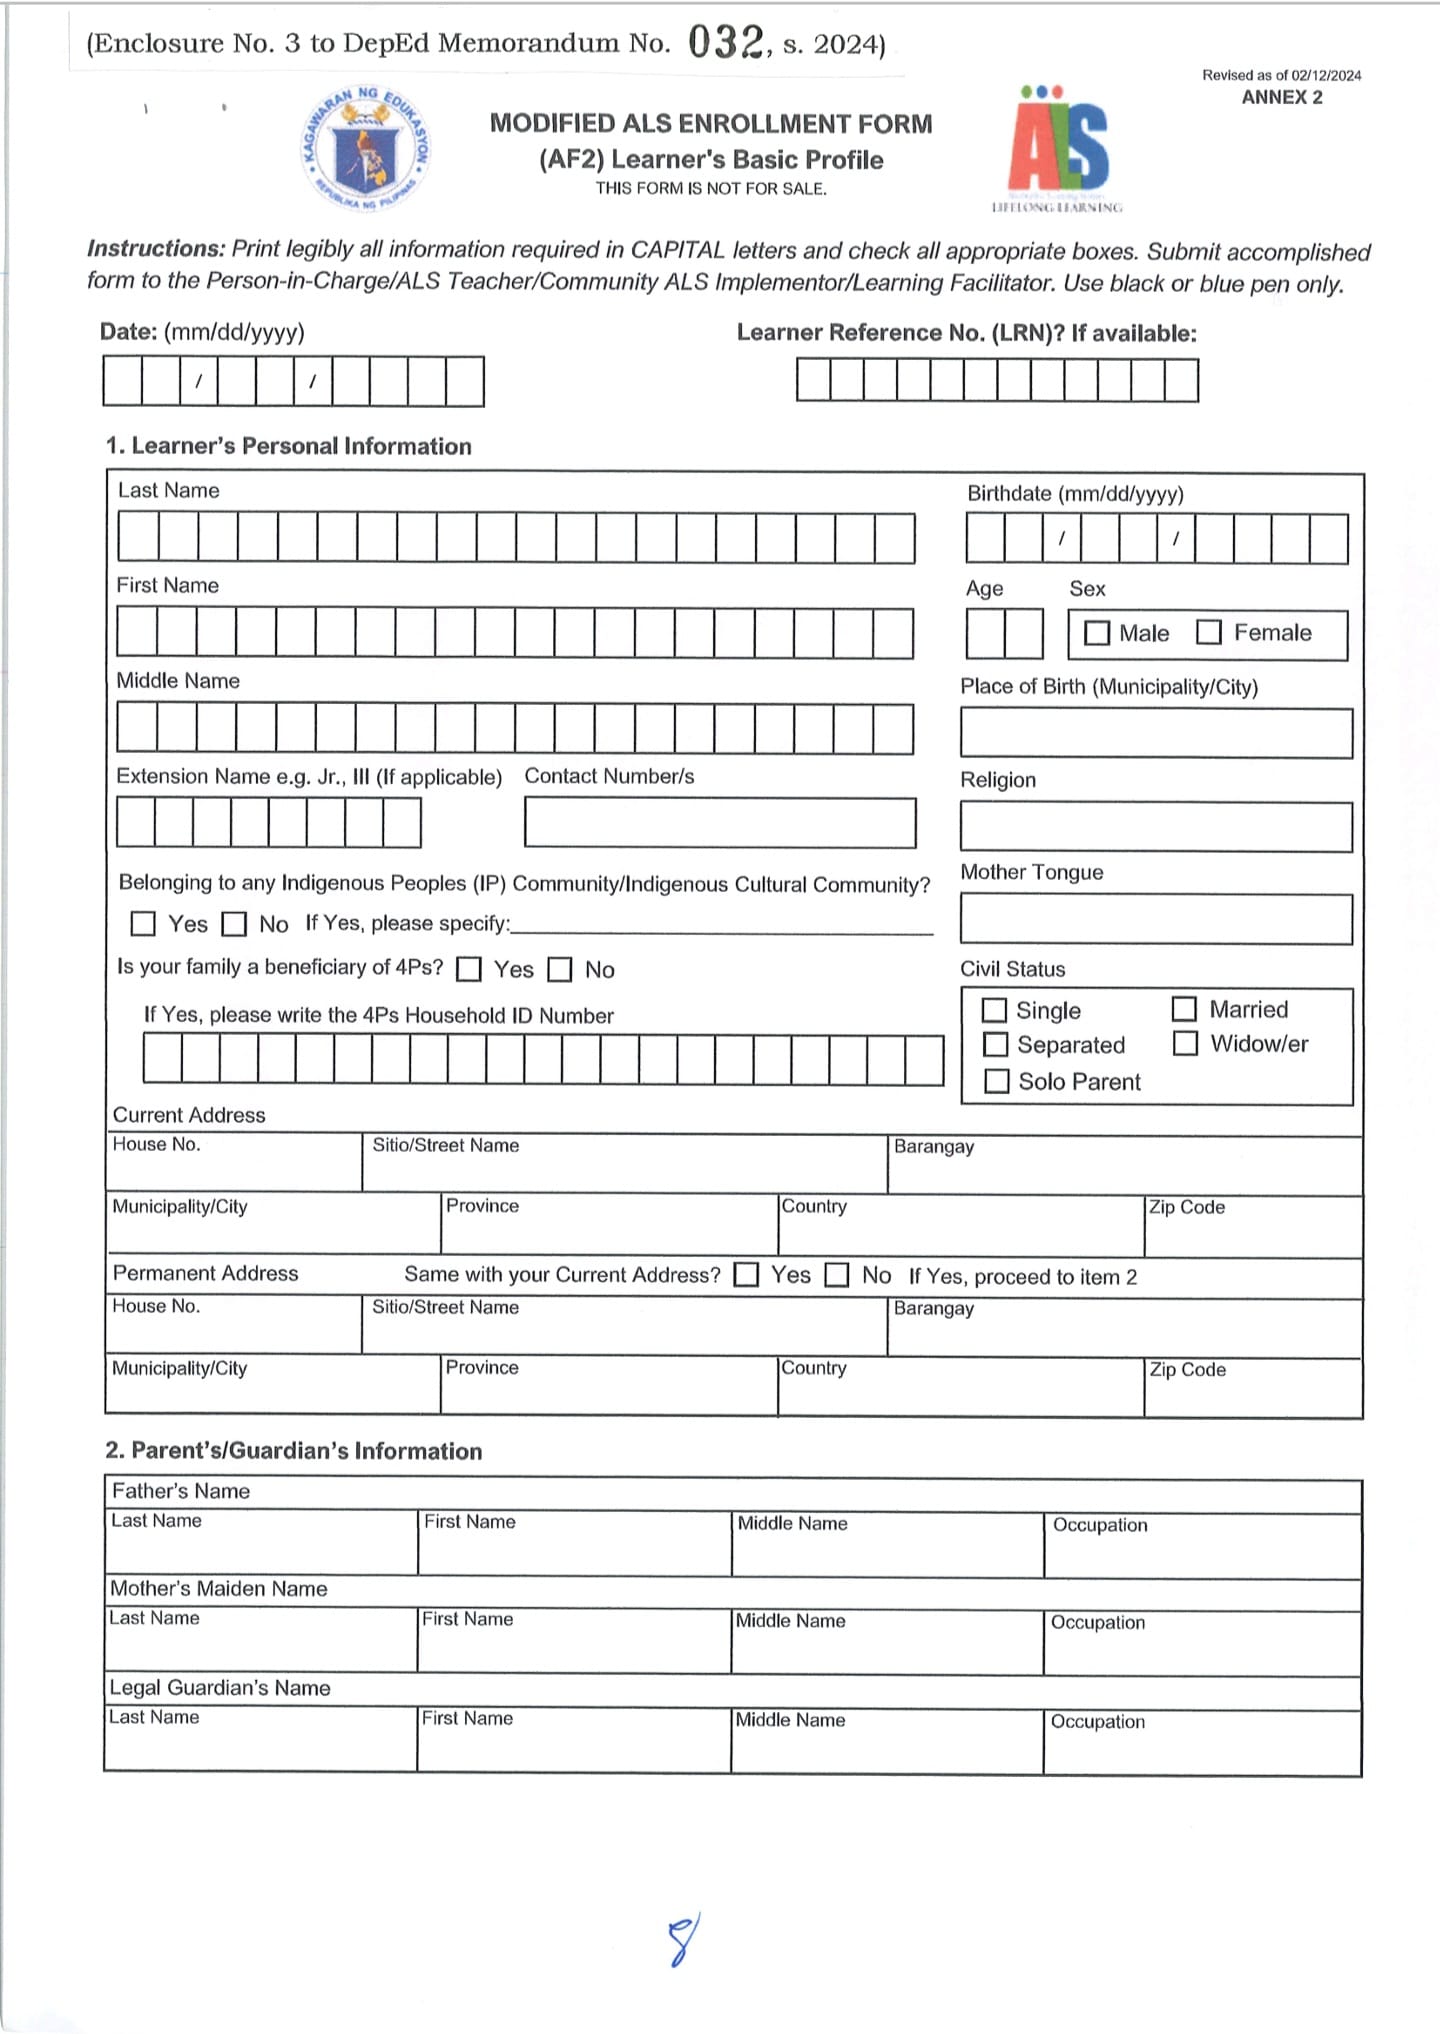 (Enclosure No. 3 to DepEd Memorandum No. 032, s. 2024)
Revised as of 02/12/2024
ANNEX 2
KAGAWARAN NG EDUKASYON
REPUBLIKA NG PILIPINAS
MODIFIED ALS ENROLLMENT FORM
(AF2) Learner's Basic Profile
THIS FORM IS NOT FOR SALE.
ALS
LIFELONG LEARNING
Instructions: Print legibly all information required in CAPITAL letters and check all appropriate boxes. Submit accomplished
form to the Person-in-Charge/ALS Teacher/Community ALS Implementor/Learning Facilitator. Use black or blue pen only.
Date: (mm/dd/yyyy) Learner Reference No. (LRN)? If available:
/ /
1. Learner's Personal Information
Last Name Birthdate (mm/dd/yyyy)
/ /
First Name Age Sex
Male Female
Middle Name Place of Birth (Municipality/City)
Extension Name e.g. Jr., III (If applicable) Contact Number/s Religion
Belonging to any Indigenous Peoples (IP) Community/Indigenous Cultural Community? Mother Tongue
Yes No If Yes, please specify:
Is your family a beneficiary of 4Ps? Yes No Civil Status
If Yes, please write the 4Ps Household ID Number Single Married
Separated Widow/er
Solo Parent
Current Address
House No. Sitio/Street Name Barangay
Municipality/City Province Country Zip Code
Permanent Address Same with your Current Address? Yes No If Yes, proceed to item 2
House No. Sitio/Street Name Barangay
Municipality/City Province Country Zip Code
2. Parent's/Guardian's Information
Father's Name
Last Name First Name Middle Name Occupation
Mother's Maiden Name
Last Name First Name Middle Name Occupation
Legal Guardian's Name
Last Name First Name Middle Name Occupation
8